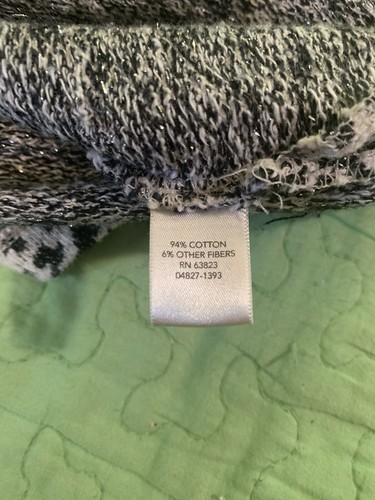 94% COTTON
6% OTHER FIBERS
RN 63823
04827-1393